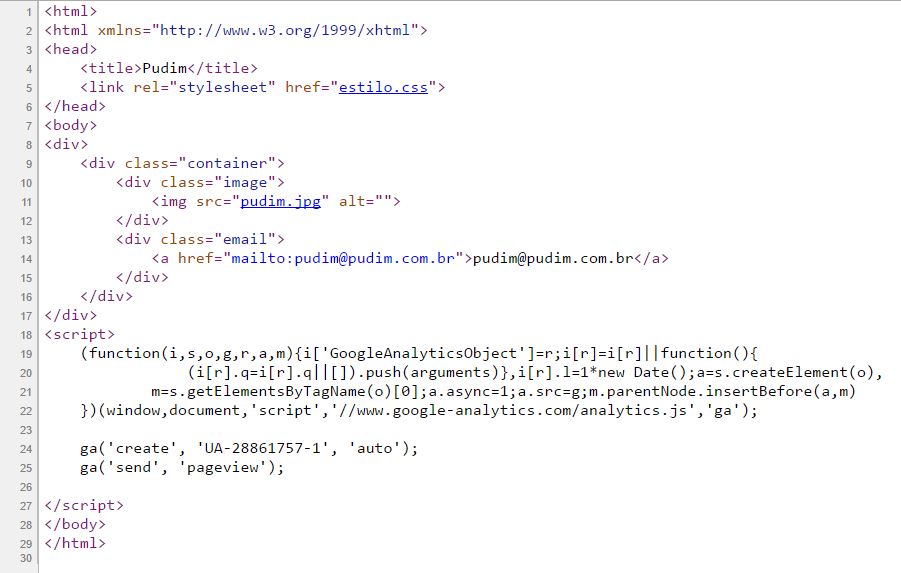 1 <html>
2 <html xmlns="http://www.w3.org/1999/xhtml">
3 <head>
4     <title>Pudim</title>
5     <link rel="stylesheet" href="estilo.css">
6 </head>
7 <body>
8 <div>
9     <div class="container">
10         <div class="image">
11             <img src="pudim.jpg" alt="">
12         </div>
13         <div class="email">
14             <a href="mailto:pudim@pudim.com.br">pudim@pudim.com.br</a>
15         </div>
16     </div>
17 </div>
18 <script>
19     (function(i,s,o,g,r,a,m){i['GoogleAnalyticsObject']=r;i[r]=i[r]||function(){
20                 (i[r].q=i[r].q||[]).push(arguments)},i[r].l=1*new Date();a=s.createElement(o),
21             m=s.getElementsByTagName(o)[0];a.async=1;a.src=g;m.parentNode.insertBefore(a,m)
22     })(window,document,'script','//www.google-analytics.com/analytics.js','ga');
23
24     ga('create', 'UA-28861757-1', 'auto');
25     ga('send', 'pageview');
26
27 </script>
28 </body>
29 </html>
30